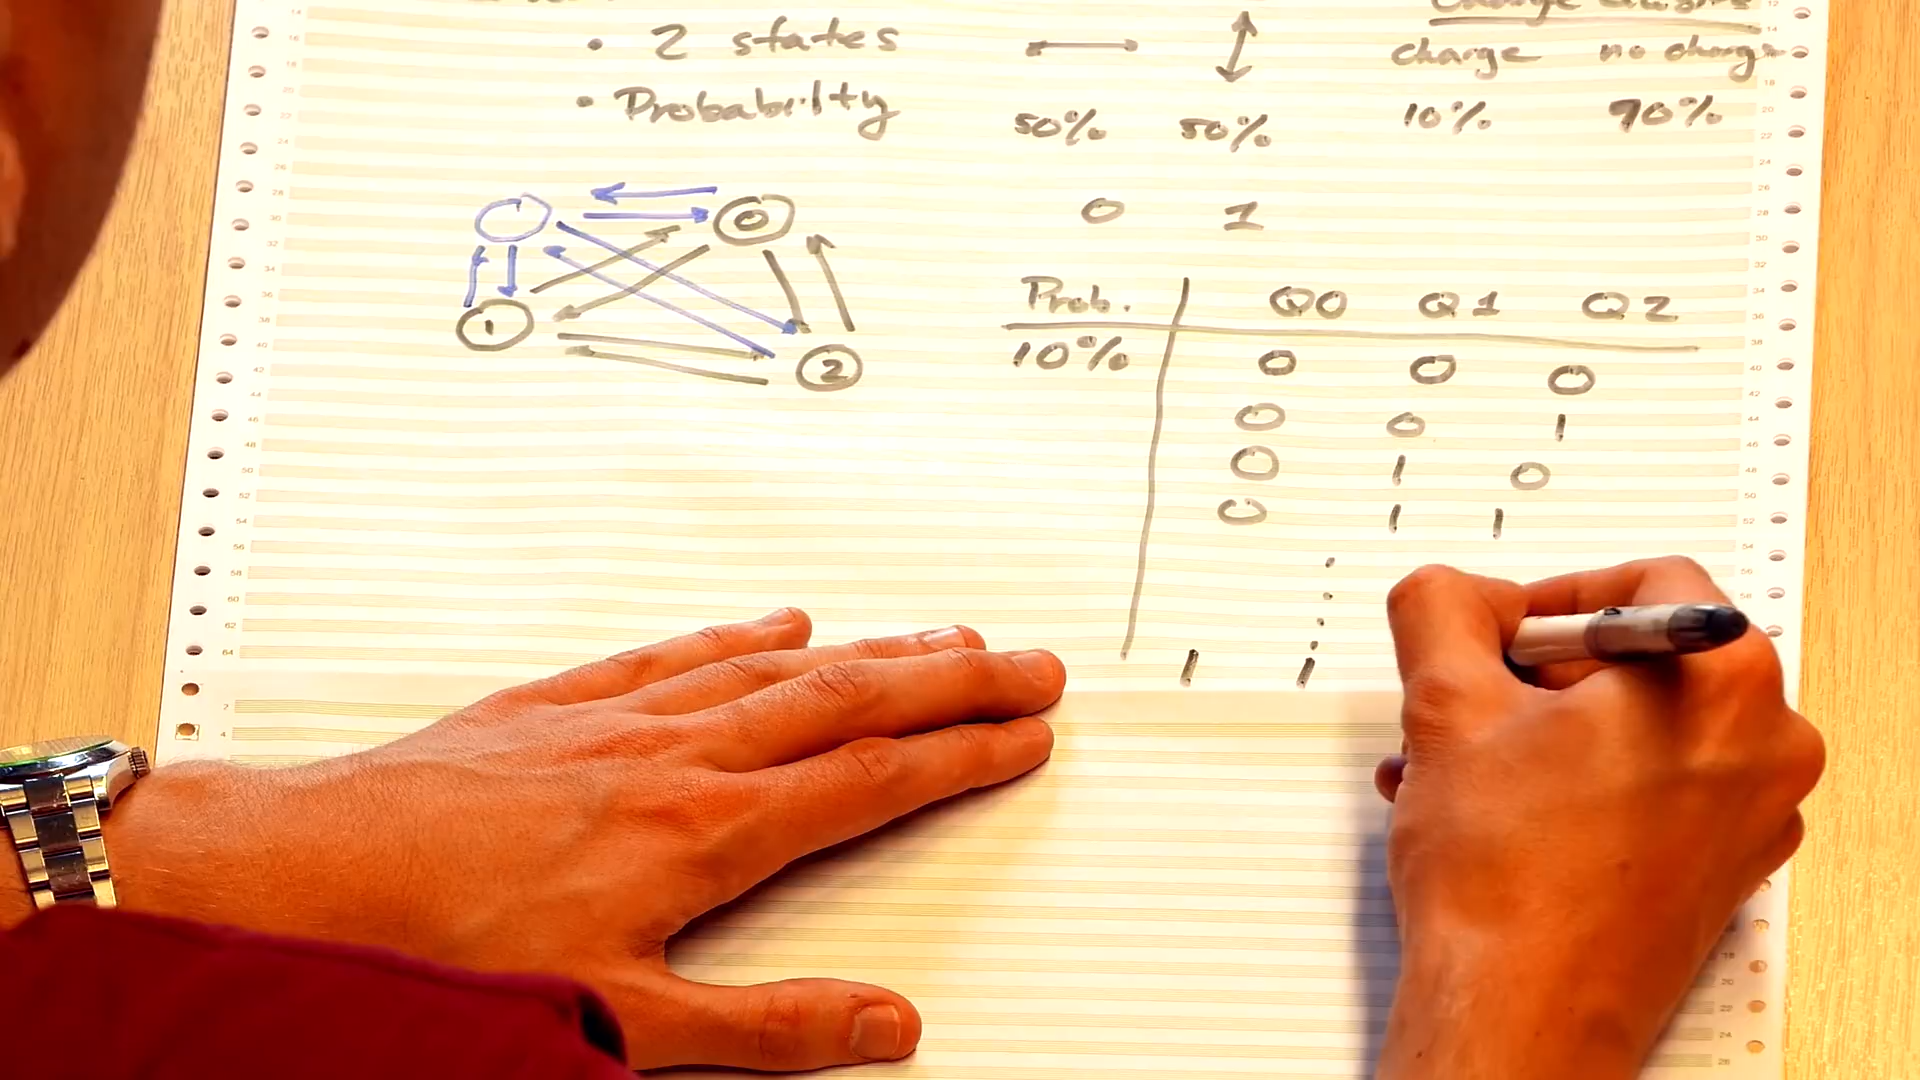 • 2 states
charge no charge
• Probability
50% 50% 10% 90%
0
0 1
1
2
Prob. Q0 Q1 Q2
10% 0 0 0
0 0 1
0 1 0
0 1 1
1 1